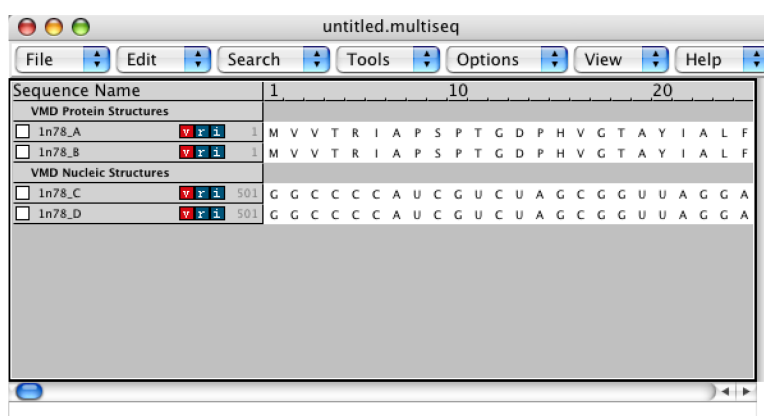 untitled.multiseq
File Edit Search Tools Options View Help
Sequence Name 1 10 20
VMD Protein Structures
1n78_A v r i 1 M V V T R I A P S P T G D P H V G T A Y I A L F
1n78_B v r i 1 M V V T R I A P S P T G D P H V G T A Y I A L F
VMD Nucleic Structures
1n78_C v r i 501 G G C C C C A U C G U C U A G C G G U U A G G A
1n78_D v r i 501 G G C C C C A U C G U C U A G C G G U U A G G A